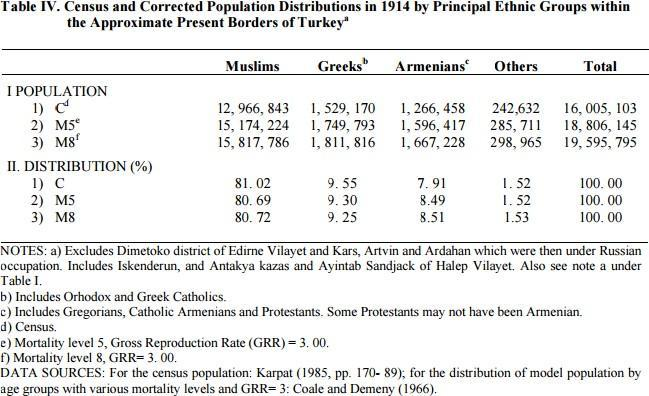 Table IV. Census and Corrected Population Distributions in 1914 by Principal Ethnic Groups within
the Approximate Present Borders of Turkeyᵃ
Muslims Greeksᵇ Armeniansᶜ Others Total
I POPULATION
1) Cᵈ 12, 966, 843 1, 529, 170 1, 266, 458 242,632 16, 005, 103
2) M5ᵉ 15, 174, 224 1, 749, 793 1, 596, 417 285, 711 18, 806, 145
3) M8ᶠ 15, 817, 786 1, 811, 816 1, 667, 228 298, 965 19, 595, 795
II. DISTRIBUTION (%)
1) C 81. 02 9. 55 7. 91 1. 52 100. 00
2) M5 80. 69 9. 30 8.49 1. 52 100. 00
3) M8 80. 72 9. 25 8.51 1.53 100. 00
NOTES: a) Excludes Dimetoko district of Edirne Vilayet and Kars, Artvin and Ardahan which were then under Russian
occupation. Includes Iskenderun, and Antakya kazas and Ayintab Sandjack of Halep Vilayet. Also see note a under
Table I.
b) Includes Orhodox and Greek Catholics.
c) Includes Gregorians, Catholic Armenians and Protestants. Some Protestants may not have been Armenian.
d) Census.
e) Mortality level 5, Gross Reproduction Rate (GRR) = 3. 00.
f) Mortality level 8, GRR= 3. 00.
DATA SOURCES: For the census population: Karpat (1985, pp. 170- 89); for the distribution of model population by
age groups with various mortality levels and GRR= 3: Coale and Demeny (1966).